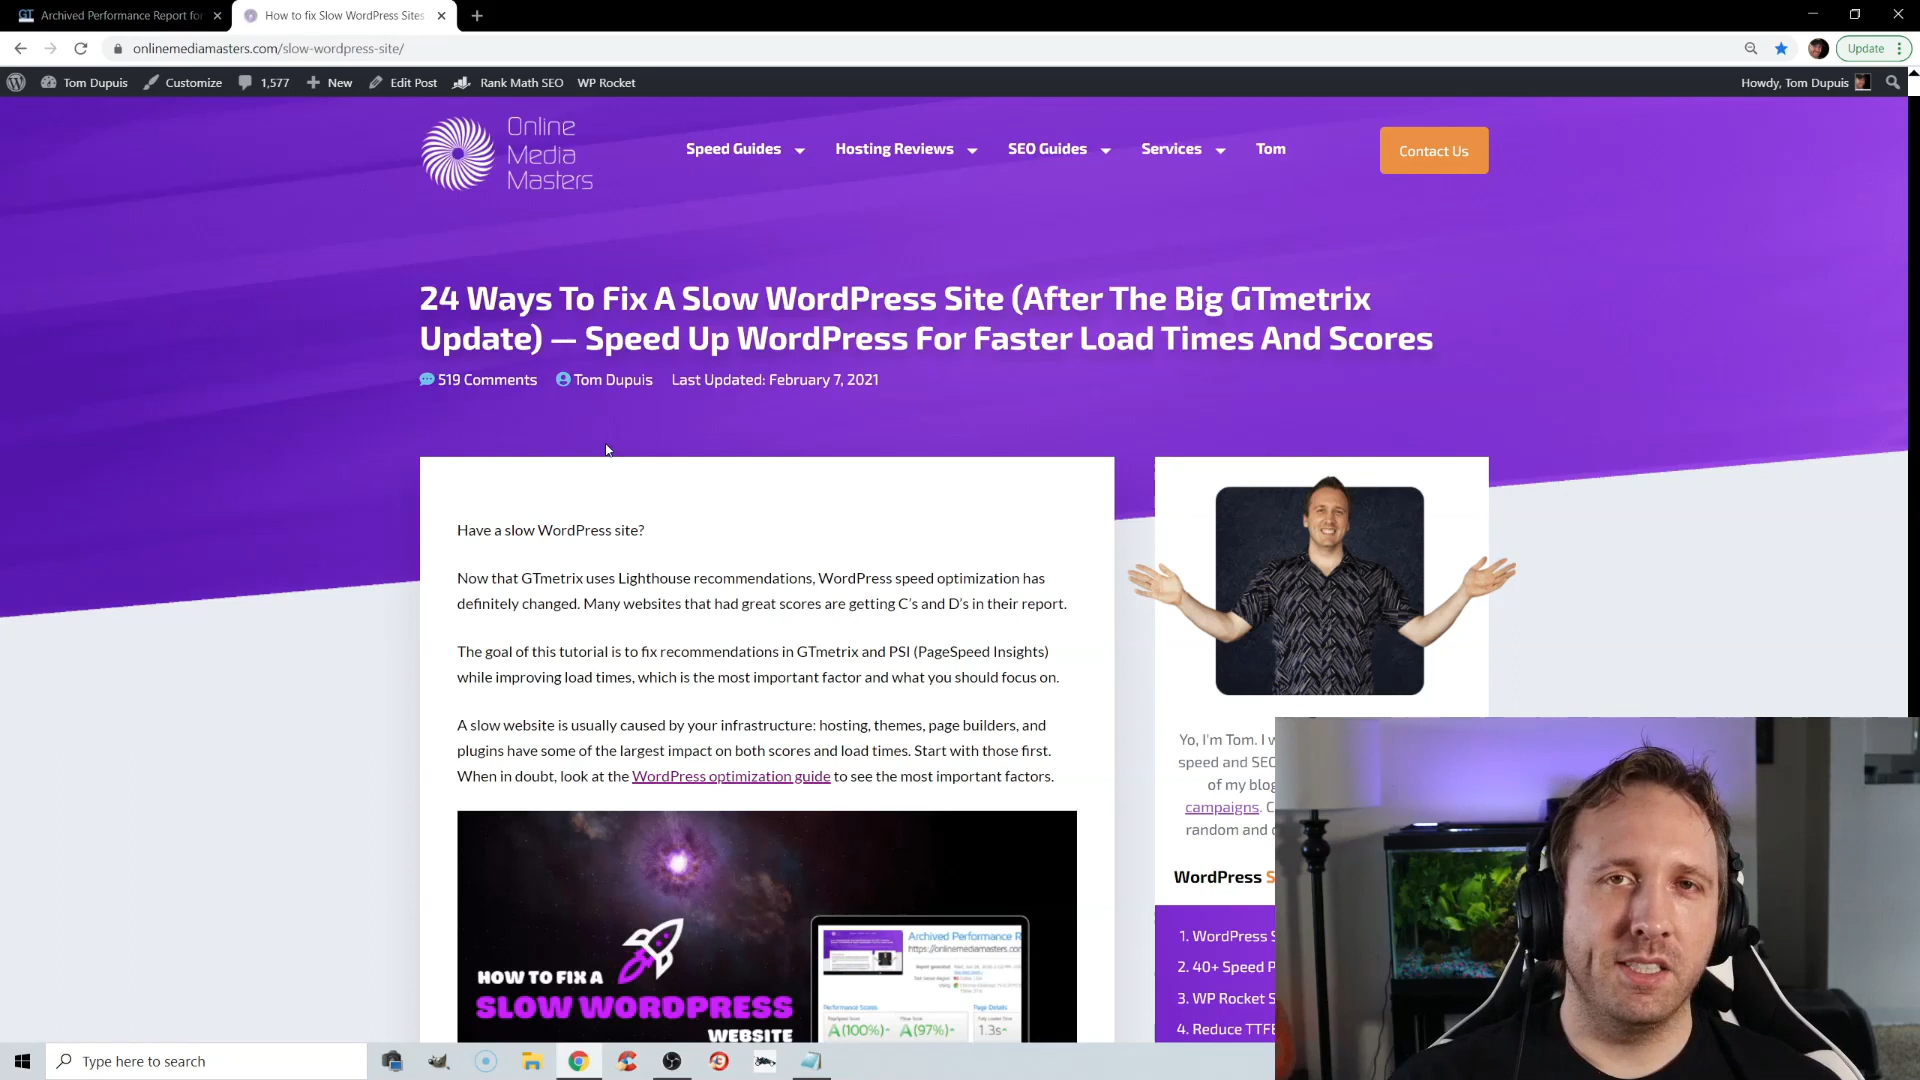 GT Archived Performance Report for
How to fix Slow WordPress Sites
onlinemediamasters.com/slow-wordpress-site/
Update
Tom Dupuis
Customize
1,577
New
Edit Post
Rank Math SEO
WP Rocket
Howdy, Tom Dupuis
Online
Media
Masters
Speed Guides
Hosting Reviews
SEO Guides
Services
Tom
Contact Us
24 Ways To Fix A Slow WordPress Site (After The Big GTmetrix
Update) — Speed Up WordPress For Faster Load Times And Scores
519 Comments
Tom Dupuis
Last Updated: February 7, 2021
Have a slow WordPress site?
Now that GTmetrix uses Lighthouse recommendations, WordPress speed optimization has
definitely changed. Many websites that had great scores are getting C's and D's in their report.
The goal of this tutorial is to fix recommendations in GTmetrix and PSI (PageSpeed Insights)
while improving load times, which is the most important factor and what you should focus on.
A slow website is usually caused by your infrastructure: hosting, themes, page builders, and
plugins have some of the largest impact on both scores and load times. Start with those first.
When in doubt, look at the WordPress optimization guide to see the most important factors.
HOW TO FIX A
SLOW WORDPRESS
WEBSITE
Archived Performance R
https://onlinemediamasters.com
Performance Scores
Page Details
A(100%)
A(97%)
1.3s
Yo, I'm Tom. I w
speed and SEO
of my blog
campaigns. C
random and
WordPress S
1. WordPress S
2. 40+ Speed P
3. WP Rocket S
4. Reduce TTF
Type here to search